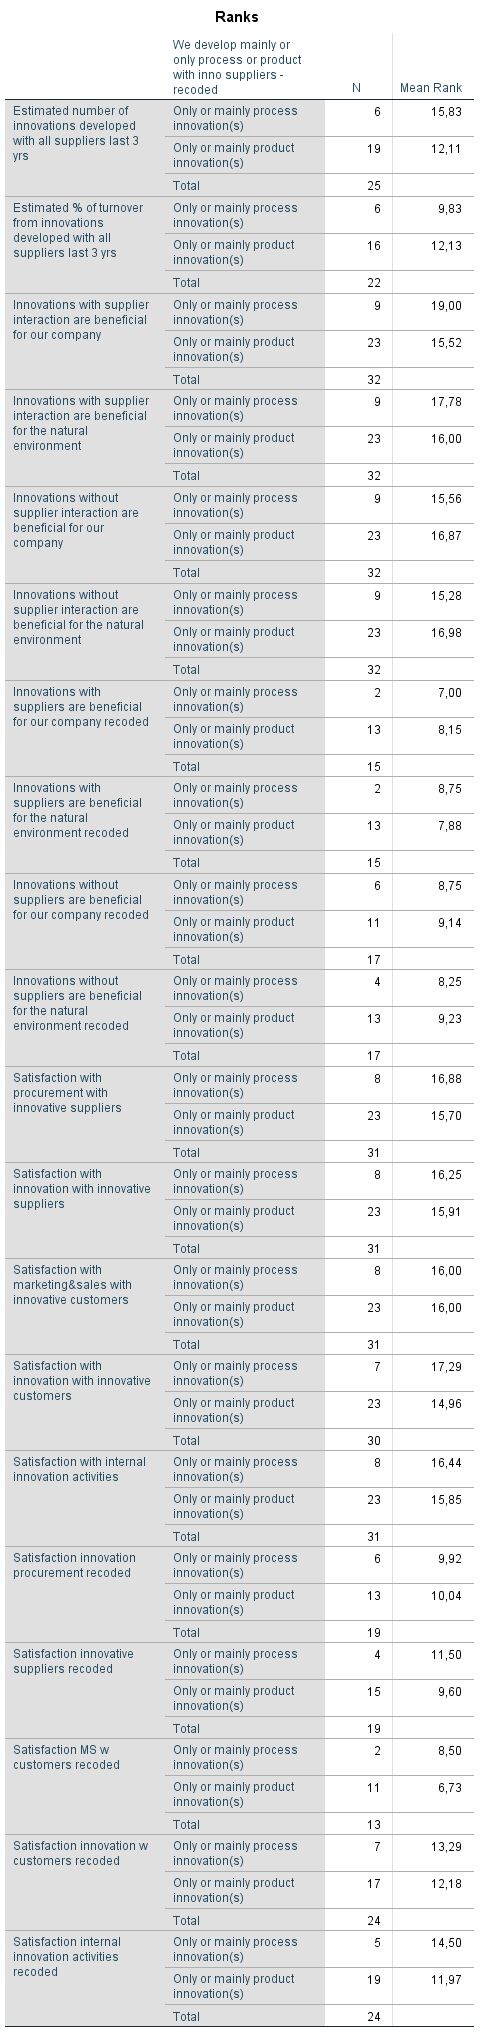 Ranks
We develop mainly or
only process or product
with inno suppliers -
recoded N Mean Rank
Estimated number of Only or mainly process 6 15,83
innovations developed innovation(s)
with all suppliers last 3 Only or mainly product 19 12,11
yrs innovation(s)
Total 25
Estimated % of turnover Only or mainly process 6 9,83
from innovations innovation(s)
developed with all Only or mainly product 16 12,13
suppliers last 3 yrs innovation(s)
Total 22
Innovations with supplier Only or mainly process 9 19,00
interaction are beneficial innovation(s)
for our company Only or mainly product 23 15,52
innovation(s)
Total 32
Innovations with supplier Only or mainly process 9 17,78
interaction are beneficial innovation(s)
for the natural Only or mainly product 23 16,00
environment innovation(s)
Total 32
Innovations without Only or mainly process 9 15,56
supplier interaction are innovation(s)
beneficial for our Only or mainly product 23 16,87
company innovation(s)
Total 32
Innovations without Only or mainly process 9 15,28
supplier interaction are innovation(s)
beneficial for the natural Only or mainly product 23 16,98
environment innovation(s)
Total 32
Innovations with Only or mainly process 2 7,00
suppliers are beneficial innovation(s)
for our company recoded Only or mainly product 13 8,15
innovation(s)
Total 15
Innovations with Only or mainly process 2 8,75
suppliers are beneficial innovation(s)
for the natural Only or mainly product 13 7,88
environment recoded innovation(s)
Total 15
Innovations without Only or mainly process 6 8,75
suppliers are beneficial innovation(s)
for our company recoded Only or mainly product 11 9,14
innovation(s)
Total 17
Innovations without Only or mainly process 4 8,25
suppliers are beneficial innovation(s)
for the natural Only or mainly product 13 9,23
environment recoded innovation(s)
Total 17
Satisfaction with Only or mainly process 8 16,88
procurement with innovation(s)
innovative suppliers Only or mainly product 23 15,70
innovation(s)
Total 31
Satisfaction with Only or mainly process 8 16,25
innovation with innovative innovation(s)
suppliers Only or mainly product 23 15,91
innovation(s)
Total 31
Satisfaction with Only or mainly process 8 16,00
marketing&sales with innovation(s)
innovative customers Only or mainly product 23 16,00
innovation(s)
Total 31
Satisfaction with Only or mainly process 7 17,29
innovation with innovative innovation(s)
customers Only or mainly product 23 14,96
innovation(s)
Total 30
Satisfaction with internal Only or mainly process 8 16,44
innovation activities innovation(s)
Only or mainly product 23 15,85
innovation(s)
Total 31
Satisfaction innovation Only or mainly process 6 9,92
procurement recoded innovation(s)
Only or mainly product 13 10,04
innovation(s)
Total 19
Satisfaction innovative Only or mainly process 4 11,50
suppliers recoded innovation(s)
Only or mainly product 15 9,60
innovation(s)
Total 19
Satisfaction MS w Only or mainly process 2 8,50
customers recoded innovation(s)
Only or mainly product 11 6,73
innovation(s)
Total 13
Satisfaction innovation w Only or mainly process 7 13,29
customers recoded innovation(s)
Only or mainly product 17 12,18
innovation(s)
Total 24
Satisfaction internal Only or mainly process 5 14,50
innovation activities innovation(s)
recoded Only or mainly product 19 11,97
innovation(s)
Total 24